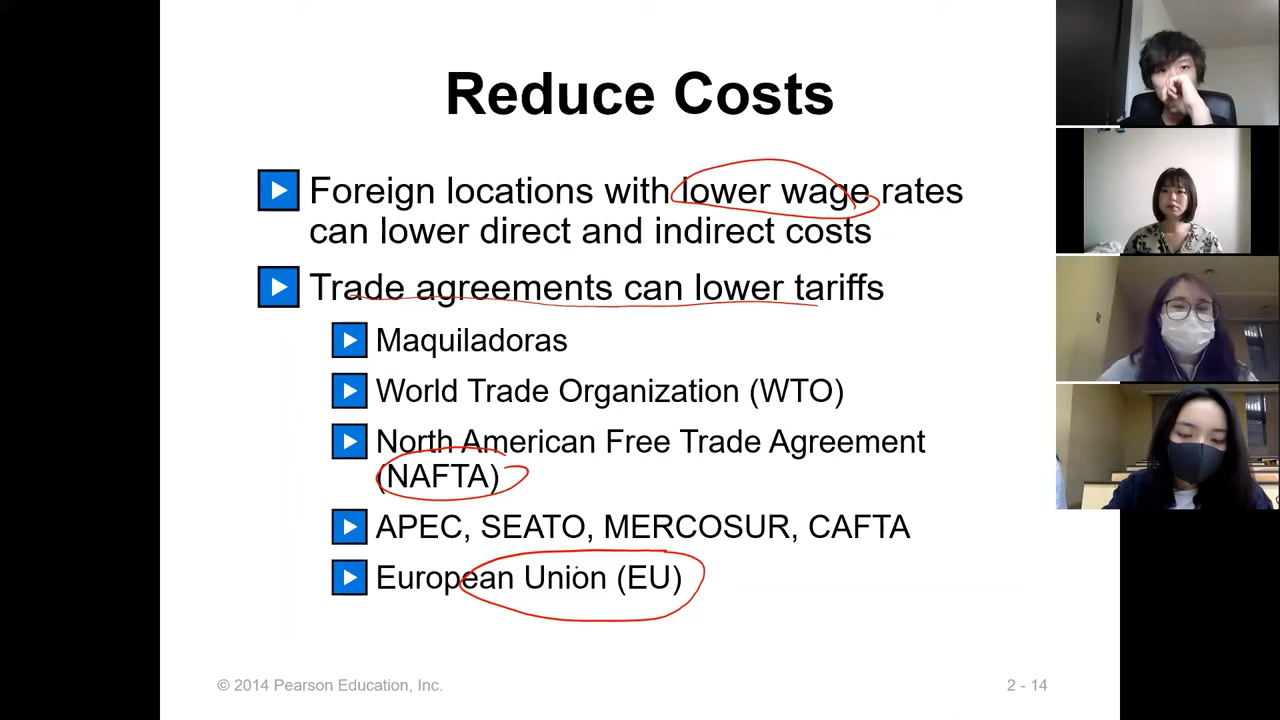 Reduce Costs
Foreign locations with lower wage rates
can lower direct and indirect costs
Trade agreements can lower tariffs
Maquiladoras
World Trade Organization (WTO)
North American Free Trade Agreement
(NAFTA)
APEC, SEATO, MERCOSUR, CAFTA
European Union (EU)
© 2014 Pearson Education, Inc.
2 - 14